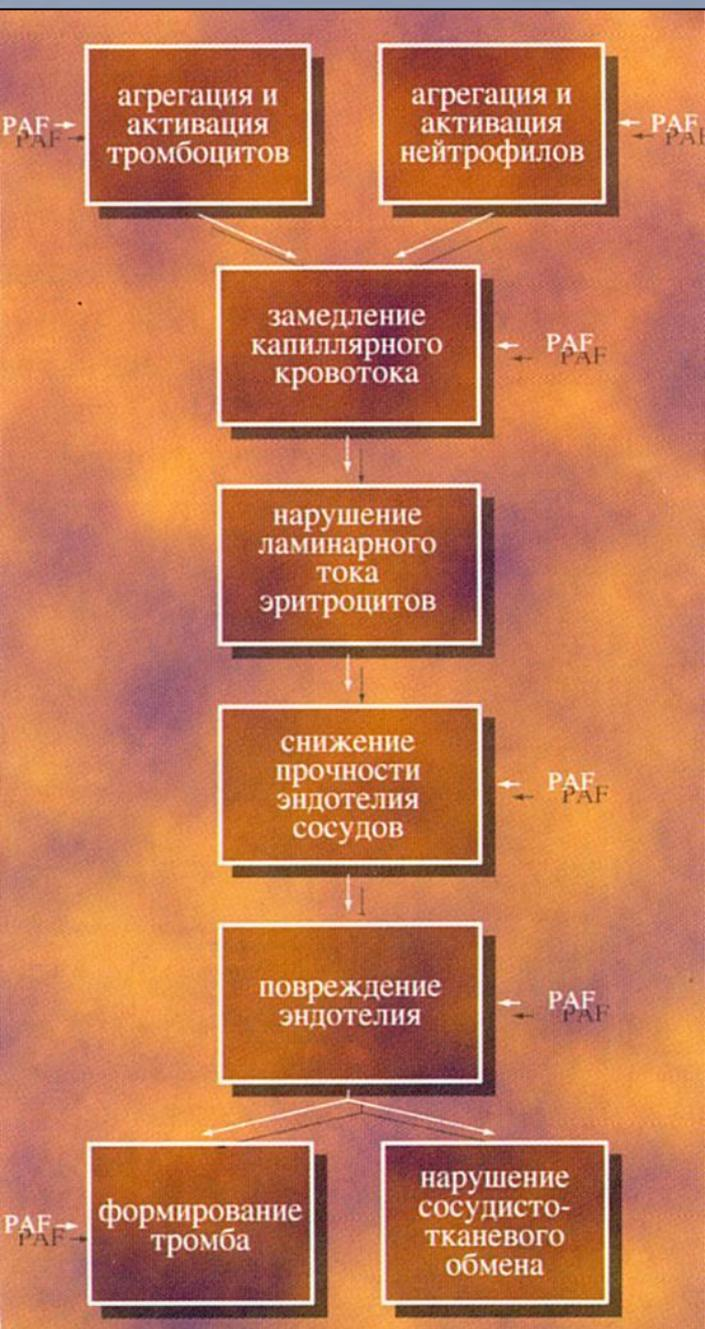 PAF
агрегация и
активация
тромбоцитов
агрегация и
активация
нейтрофилов
PAF
замедление
капиллярного
кровотока
PAF
нарушение
ламинарного
тока
эритроцитов
снижение
прочности
эндотелия
сосудов
PAF
повреждение
эндотелия
PAF
PAF
формирование
тромба
нарушение
сосудисто-
тканевого
обмена